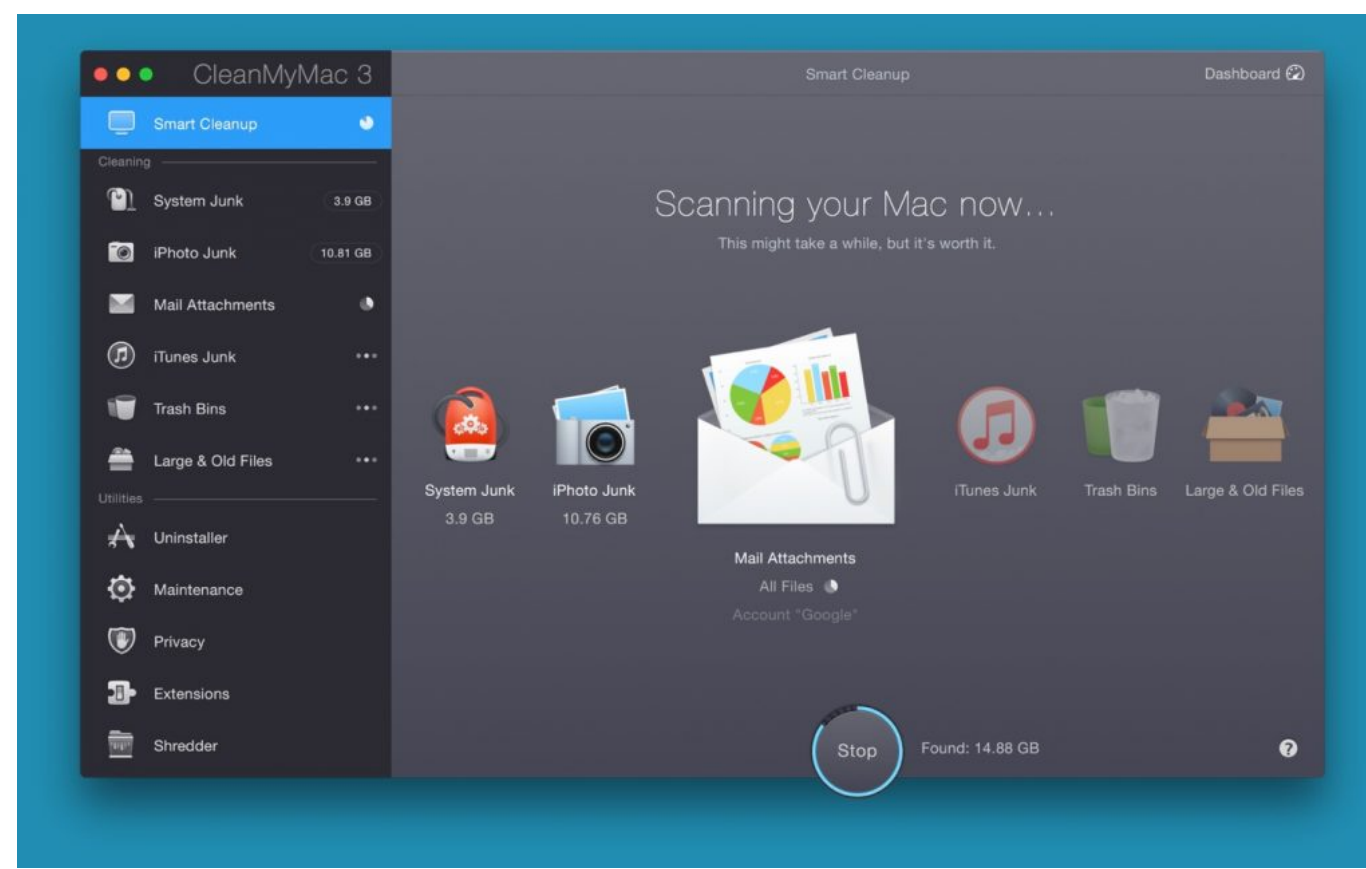 CleanMyMac 3
Smart Cleanup
Dashboard
Smart Cleanup
Cleaning
System Junk 3.9 GB
iPhoto Junk 10.81 GB
Mail Attachments
iTunes Junk
Trash Bins
Large & Old Files
Utilities
Uninstaller
Maintenance
Privacy
Extensions
Shredder
Scanning your Mac now...
This might take a while, but it's worth it.
System Junk
3.9 GB
iPhoto Junk
10.76 GB
Mail Attachments
All Files
Account "Google"
iTunes Junk
Trash Bins
Large & Old Files
Stop
Found: 14.88 GB
?